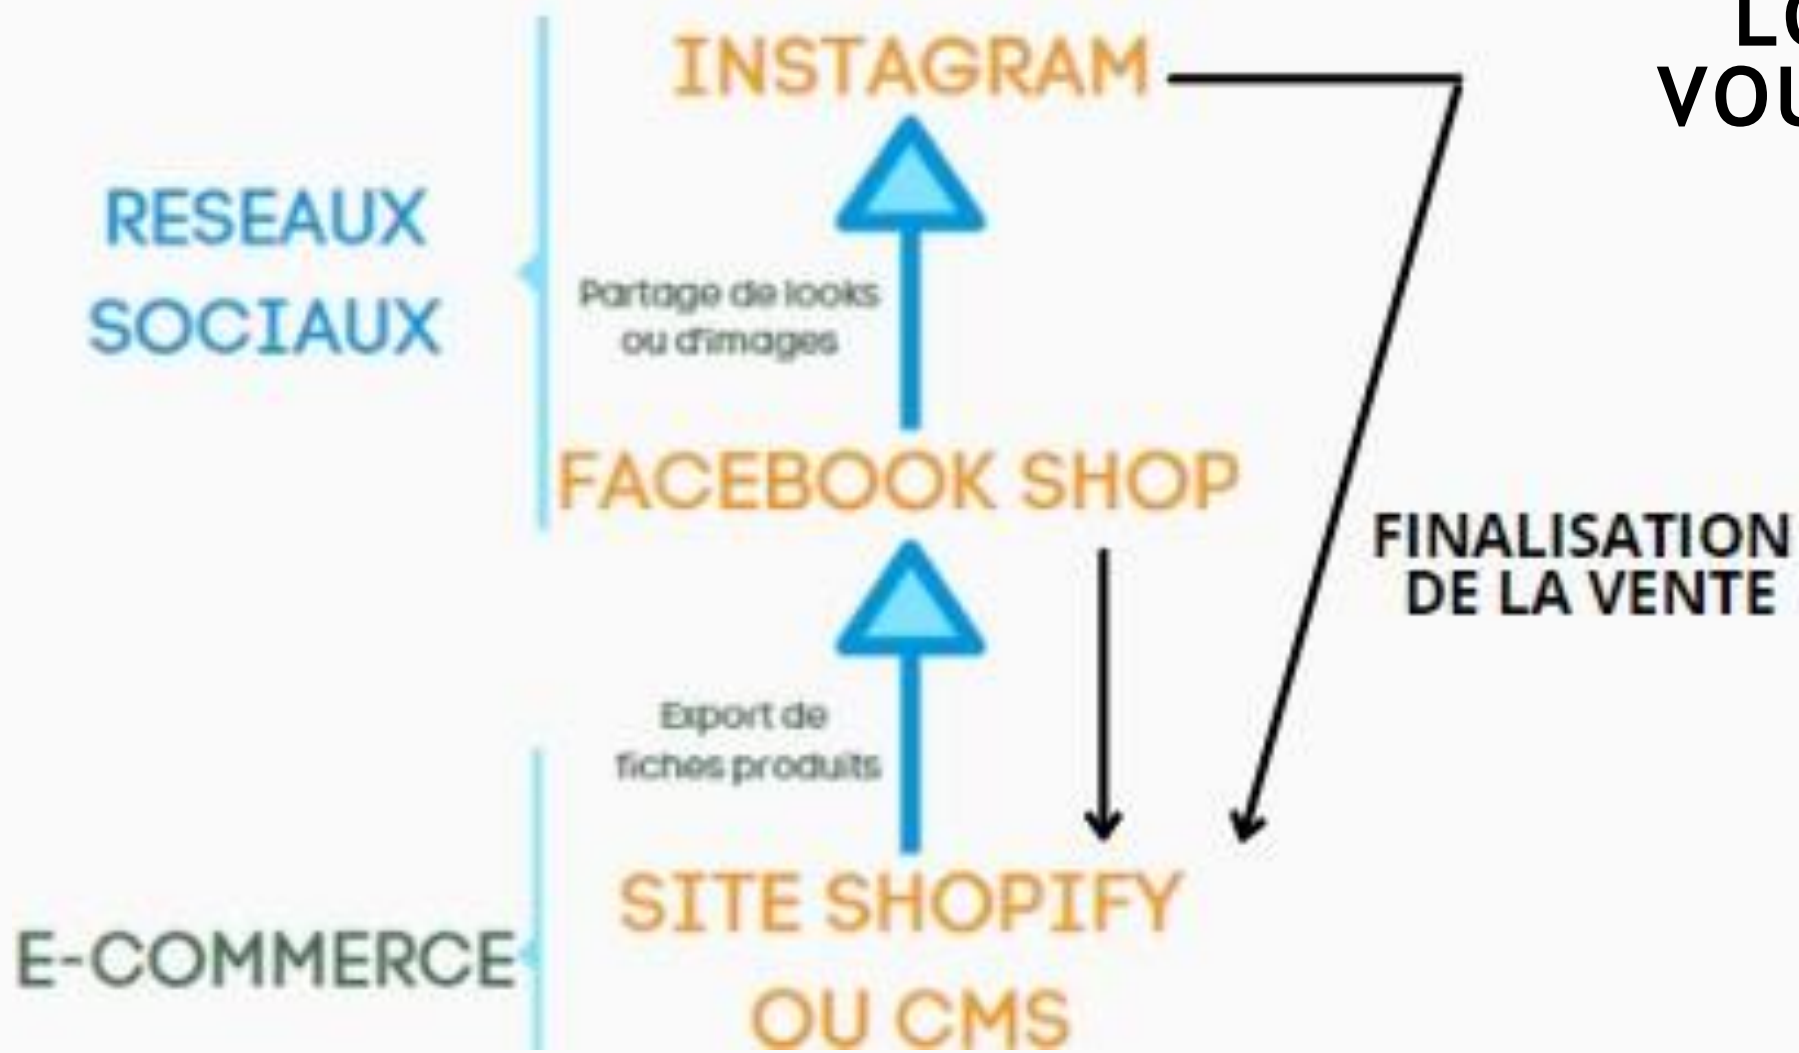 INSTAGRAM
RESEAUX
SOCIAUX
Partage de looks
ou d'images
FACEBOOK SHOP
FINALISATION
DE LA VENTE
Export de
fiches produits
SITE SHOPIFY
OU CMS
E-COMMERCE